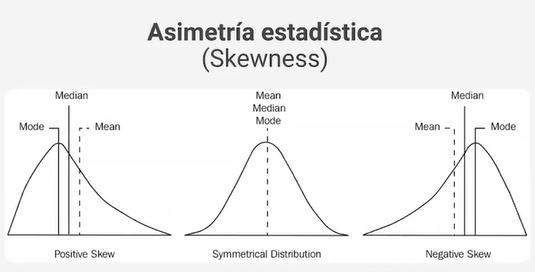 Asimetría estadística
(Skewness)
Median
Mode
Mean
Positive Skew
Mean
Median
Mode
Symmetrical Distribution
Median
Mean
Mode
Negative Skew